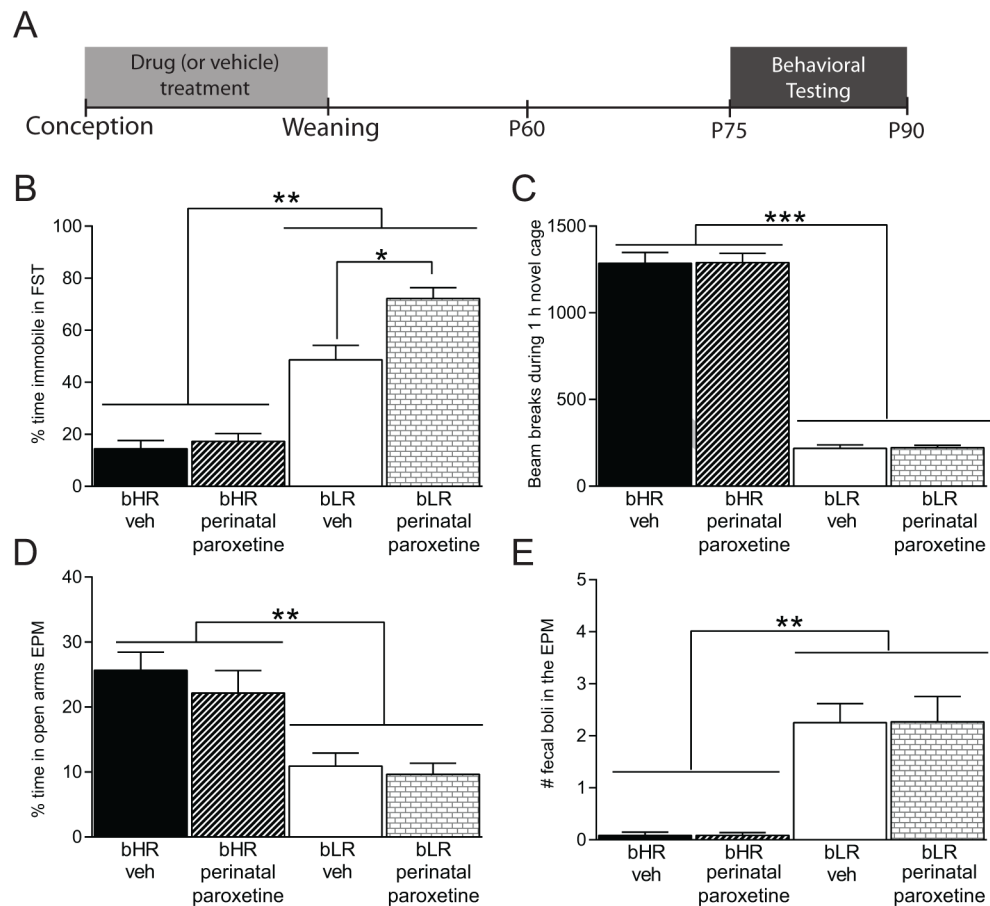 A
Drug (or vehicle)
treatment
Behavioral
Testing
Conception
Weaning
P60
P75
P90
B
% time immobile in FST
100
80
60
40
20
0
**
*
bHR
veh
bHR
perinatal
paroxetine
bLR
veh
bLR
perinatal
paroxetine
C
Beam breaks during 1 h novel cage
1500
1000
500
0
***
bHR
veh
bHR
perinatal
paroxetine
bLR
veh
bLR
perinatal
paroxetine
D
% time in open arms EPM
40
30
20
10
0
**
bHR
veh
bHR
perinatal
paroxetine
bLR
veh
bLR
perinatal
paroxetine
E
# fecal boli in the EPM
5
4
3
2
1
0
**
bHR
veh
bHR
perinatal
paroxetine
bLR
veh
bLR
perinatal
paroxetine